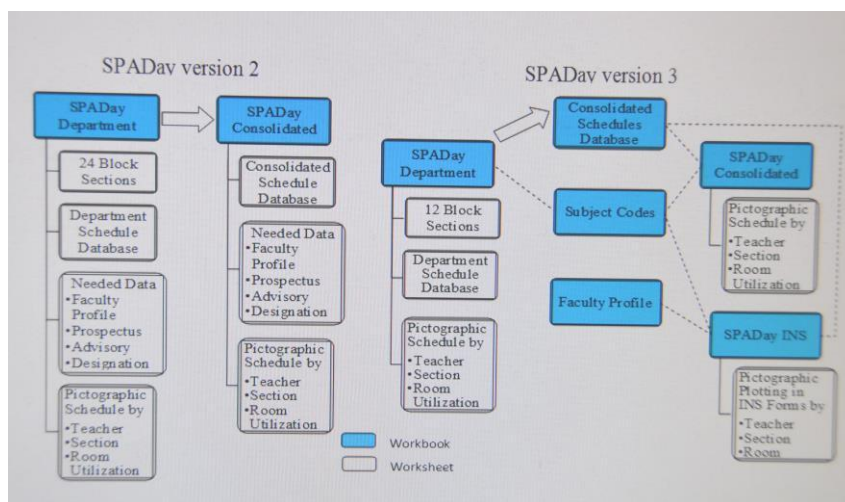 SPADay version 2
SPADay
Department
24 Block
Sections
Department
Schedule
Database
Needed Data
•Faculty
Profile
•Prospectus
•Advisory
•Designation
Pictographic
Schedule by
•Teacher
•Section
•Room
Utilization
SPADay
Consolidated
Consolidated
Schedule
Database
Needed Data
•Faculty
Profile
•Prospectus
•Advisory
•Designation
Pictographic
Schedule by
•Teacher
•Section
•Room
Utilization
SPADay version 3
SPADay
Department
12 Block
Sections
Department
Schedule
Database
Pictographic
Schedule by
•Teacher
•Section
•Room
Utilization
Consolidated
Schedules
Database
Subject Codes
Faculty Profile
SPADay
Consolidated
Pictographic
Schedule by
•Teacher
•Section
•Room
Utilization
SPADay INS
Pictographic
Plotting in
INS Forms by
•Teacher
•Section
•Room
Workbook
Worksheet